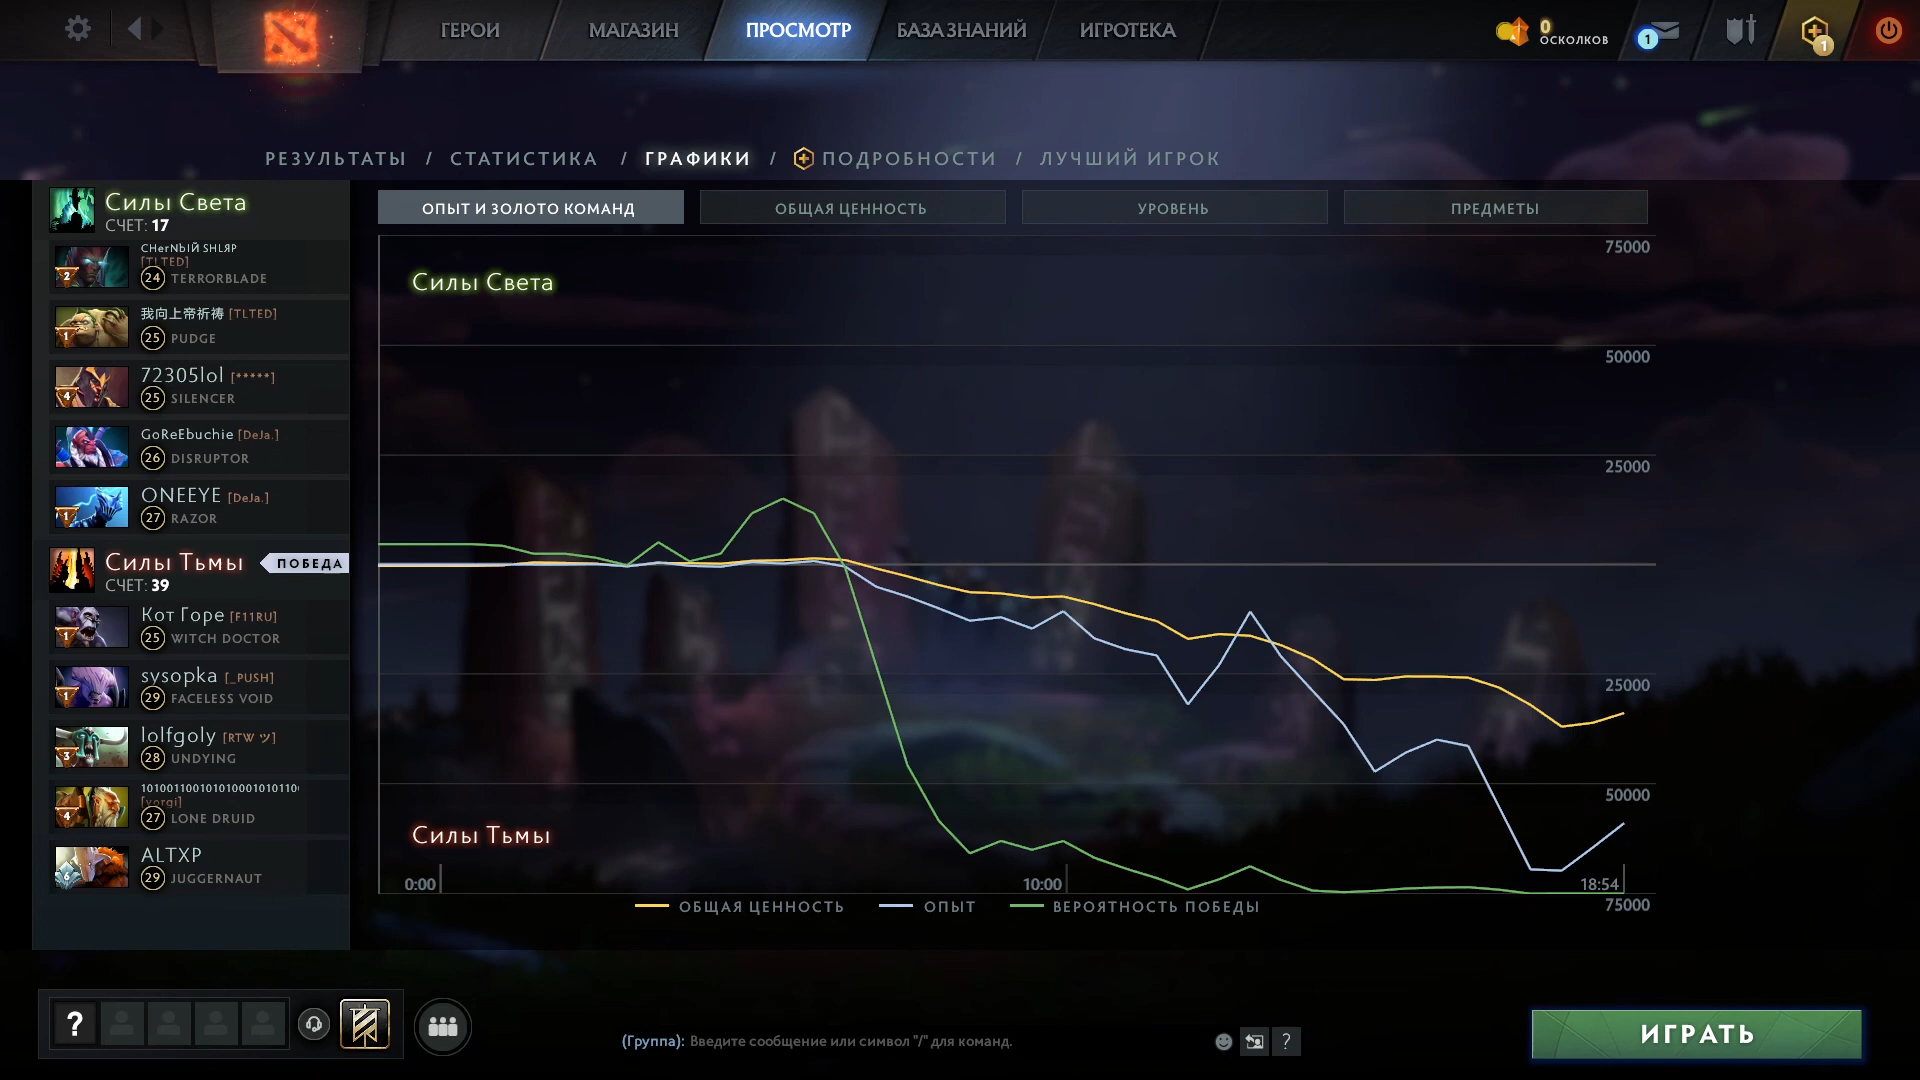 ГЕРОИ
МАГАЗИН
ПРОСМОТР
БАЗА ЗНАНИЙ
ИГРОТЕКА
0
ОСКОЛКОВ
1
1
РЕЗУЛЬТАТЫ / СТАТИСТИКА / ГРАФИКИ / ПОДРОБНОСТИ / ЛУЧШИЙ ИГРОК
Силы Света
СЧЕТ: 17
CHerNЫЙ SHLЯP
[TLTED]
2
24 TERRORBLADE
我向上帝祈祷 [TLTED]
1
25 PUDGE
72305lol [*****]
4
25 SILENCER
GoReEbuchie [DeJa.]
26 DISRUPTOR
ONEEYE [DeJa.]
1
27 RAZOR
Силы Тьмы
ПОБЕДА
СЧЕТ: 39
Кот Горе [F11RU]
1
25 WITCH DOCTOR
sysopka [_PUSH]
1
29 FACELESS VOID
lolfgoly [RTW ツ]
3
28 UNDYING
[yorgi]
4
27 LONE DRUID
ALTXP
6
29 JUGGERNAUT
ОПЫТ И ЗОЛОТО КОМАНД
ОБЩАЯ ЦЕННОСТЬ
УРОВЕНЬ
ПРЕДМЕТЫ
75000
Силы Света
50000
25000
25000
50000
Силы Тьмы
0:00
10:00
18:54
75000
ОБЩАЯ ЦЕННОСТЬ
ОПЫТ
ВЕРОЯТНОСТЬ ПОБЕДЫ
?
(Группа): Введите сообщение или символ "/" для команд.
?
ИГРАТЬ